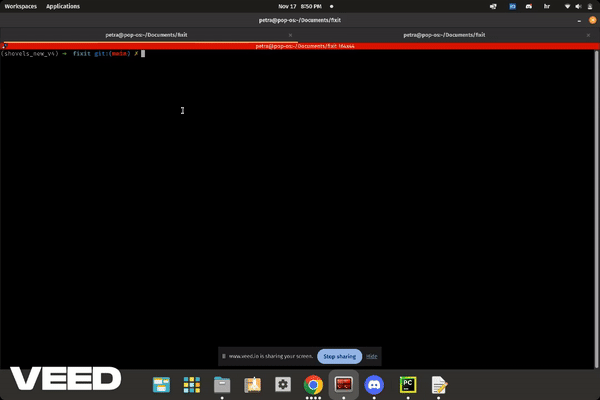 Workspaces Applications Nov 17 8:50 PM hr
petra@pop-os:~/Documents/fixit
petra@pop-os:~/Documents/fixit petra@pop-os:~/Documents/fixit
petra@pop-os:~/Documents/fixit 164x44
(shovels_new_v4) → fixit git:(main) ✗
www.veed.io is sharing your screen. Stop sharing Hide
VEED
PC